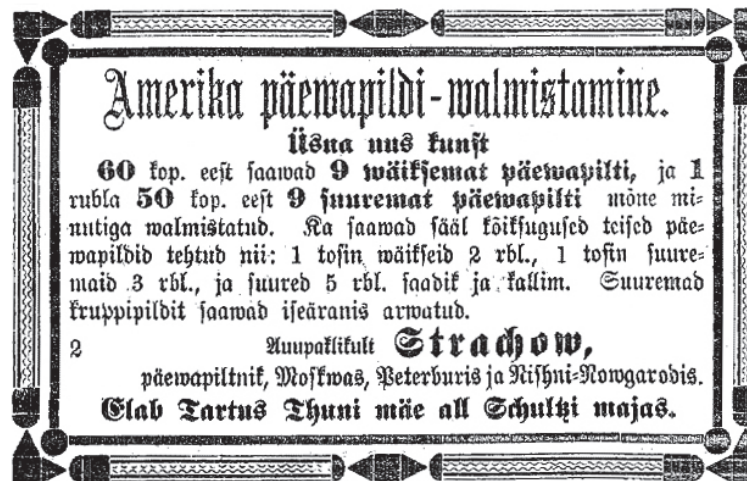 Amerika päewapildi-walmistamine.
Üsna uus kunst
60 kop. eest saawad 9 wäiksemat päewapilti, ja 1
rubla 50 kop. eest 9 suuremat päewapilti mõne mi-
nutiga walmistatud. Ka saawad sääl kõiksugused teised päe-
wapildid tehtud nii: 1 tosin wäikseid 2 rbl., 1 tosin suure-
maid 3 rbl., ja suured 5 rbl. saadik ja kallim. Suuremad
kruppipildit saawad iseäranis arwatud.
2 Auupaklikult Strachow,
päewapiltnik, Moskwas, Peterburis ja Nishni-Nowgarodis.
Elab Tartus Thuni mäe all Schultzi majas.